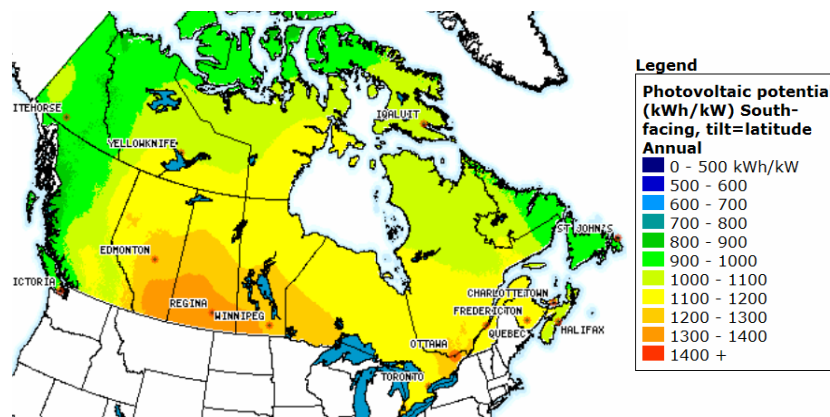 ITEHORSE
IQALUIT
YELLOWKNIFE
ST JOHN'S
EDMONTON
ICTORIA
CHARLOTTETOWN
REGINA
FREDERICTON
WINNIPEG
QUEBEC
HALIFAX
OTTAWA
TORONTO
Legend
Photovoltaic potentia
(kWh/kW) South-
facing, tilt=latitude
Annual
0 - 500 kWh/kW
500 - 600
600 - 700
700 - 800
800 - 900
900 - 1000
1000 - 1100
1100 - 1200
1200 - 1300
1300 - 1400
1400 +